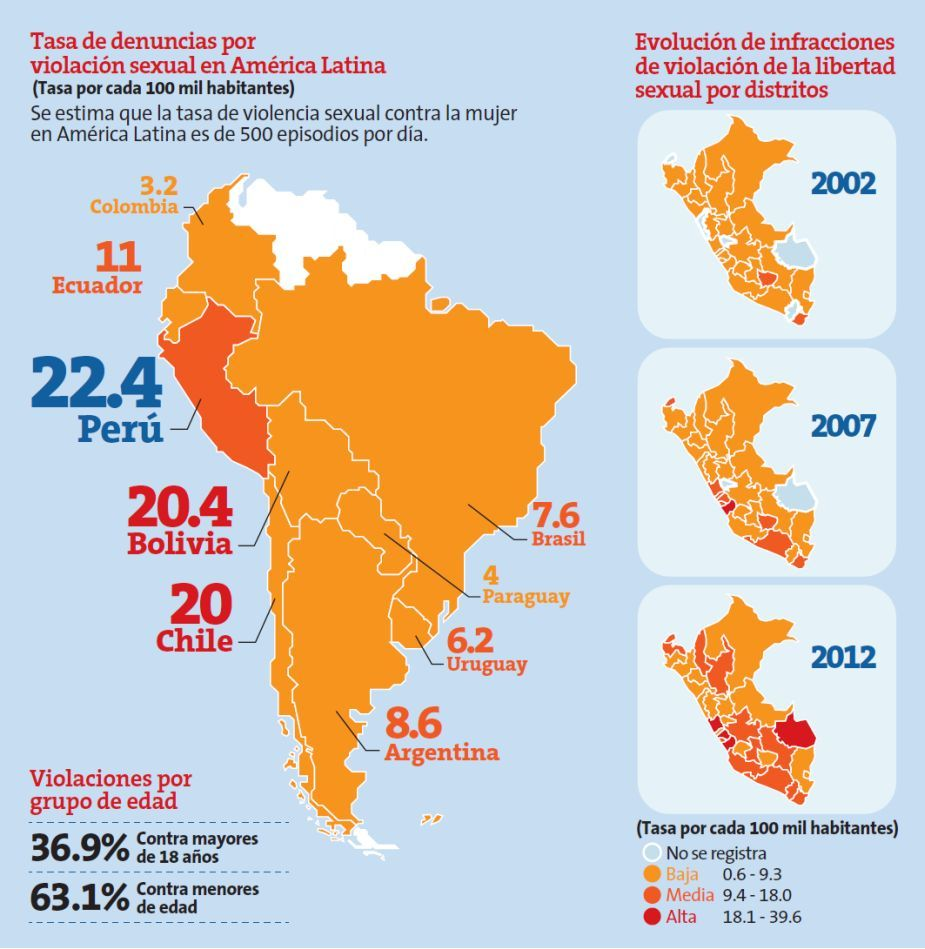 Tasa de denuncias por
violación sexual en América Latina
(Tasa por cada 100 mil habitantes)
Se estima que la tasa de violencia sexual contra la mujer
en América Latina es de 500 episodios por día.
3.2
Colombia
11
Ecuador
22.4
Perú
20.4
Bolivia
20
Chile
7.6
Brasil
4
Paraguay
6.2
Uruguay
8.6
Argentina
Violaciones por
grupo de edad
36.9% Contra mayores
de 18 años
63.1% Contra menores
de edad
Evolución de infracciones
de violación de la libertad
sexual por distritos
2002
2007
2012
(Tasa por cada 100 mil habitantes)
No se registra
Baja 0.6 - 9.3
Media 9.4 - 18.0
Alta 18.1 - 39.6